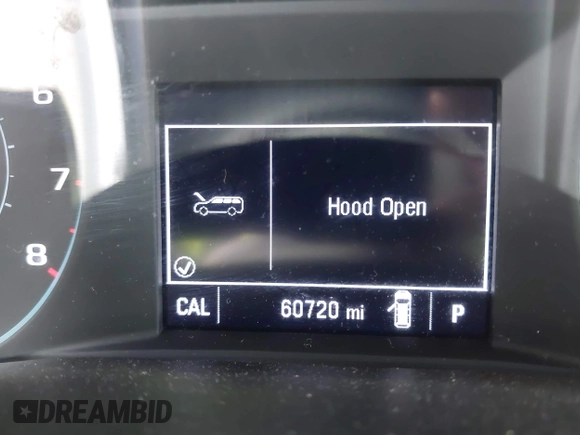 6
7
8
Hood Open
CAL 60720 mi P
DREAMBID